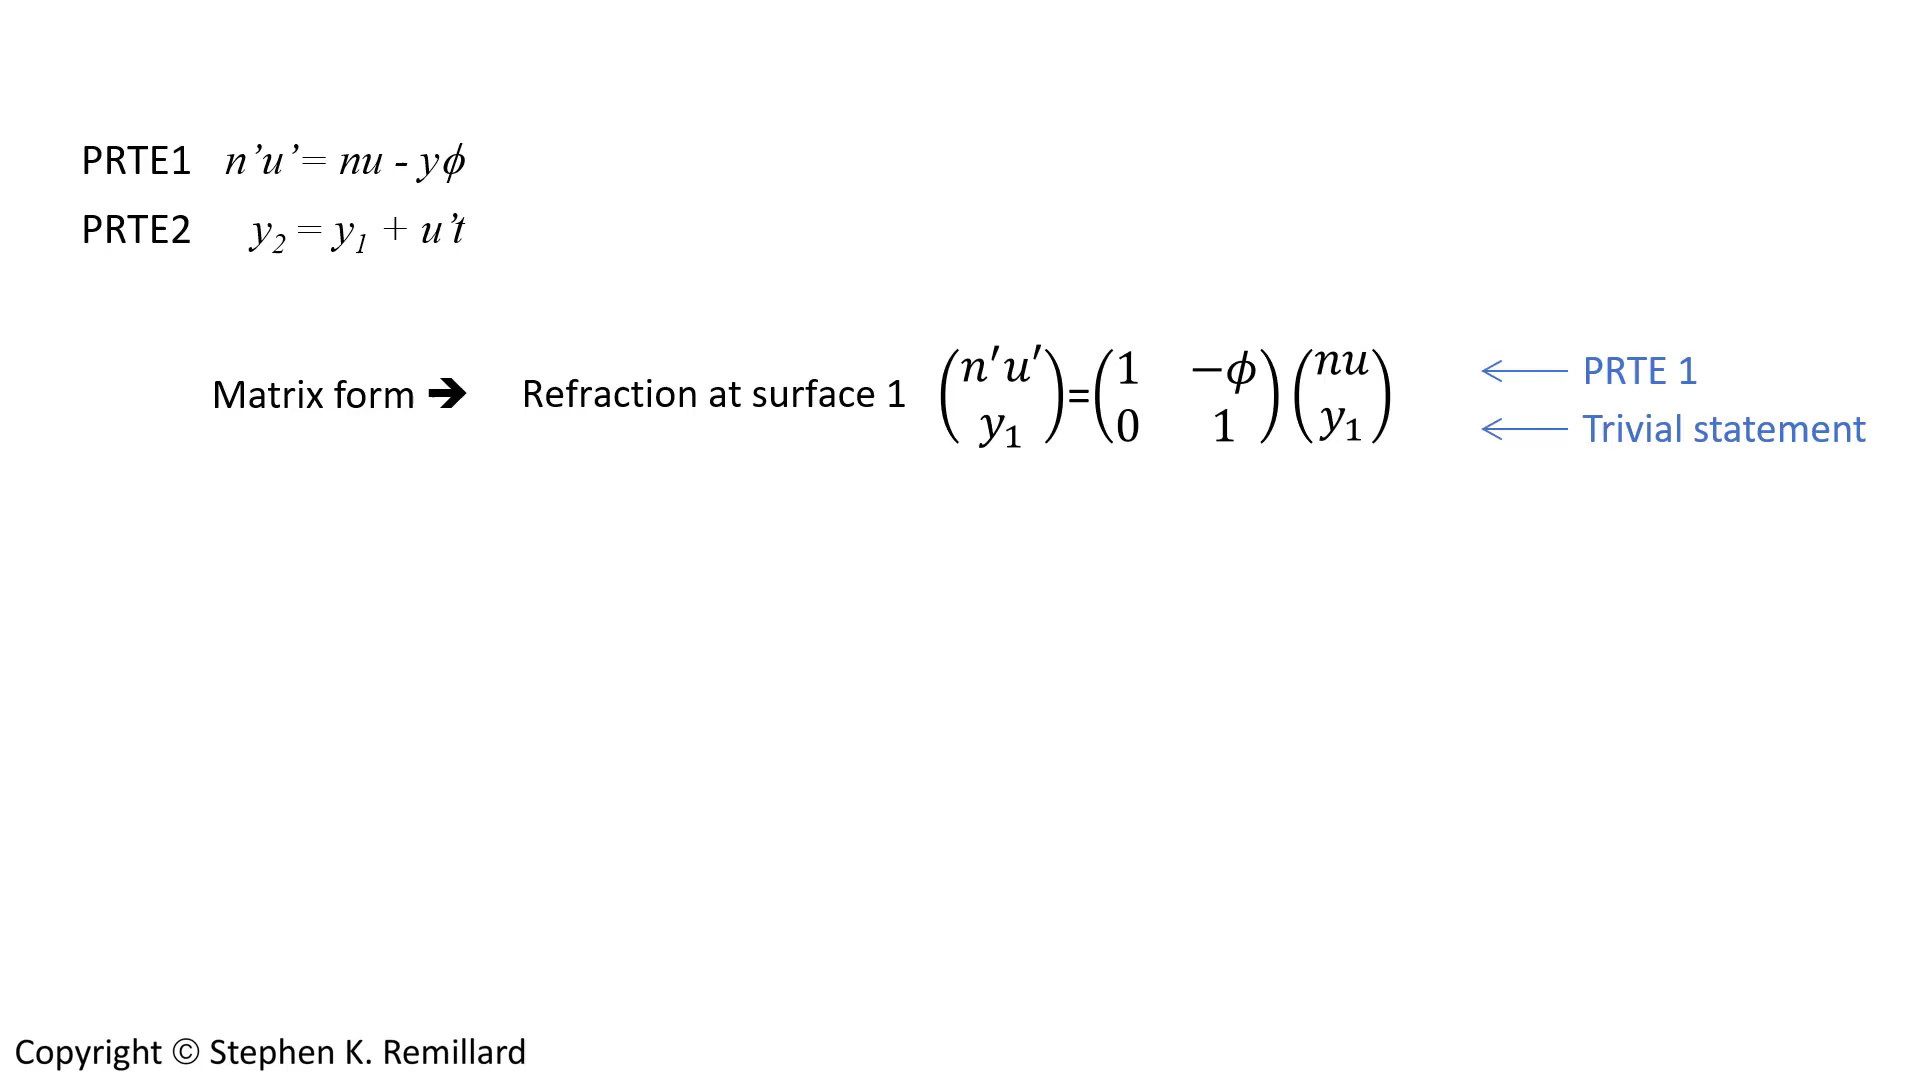 PRTE1 n’u’= nu - yϕ
PRTE2 y₂ = y₁ + u’t
Matrix form ➔ Refraction at surface 1 (n′u′ y₁)=(1 −ϕ 0 1)(nu y₁)
← PRTE 1
← Trivial statement
Copyright © Stephen K. Remillard